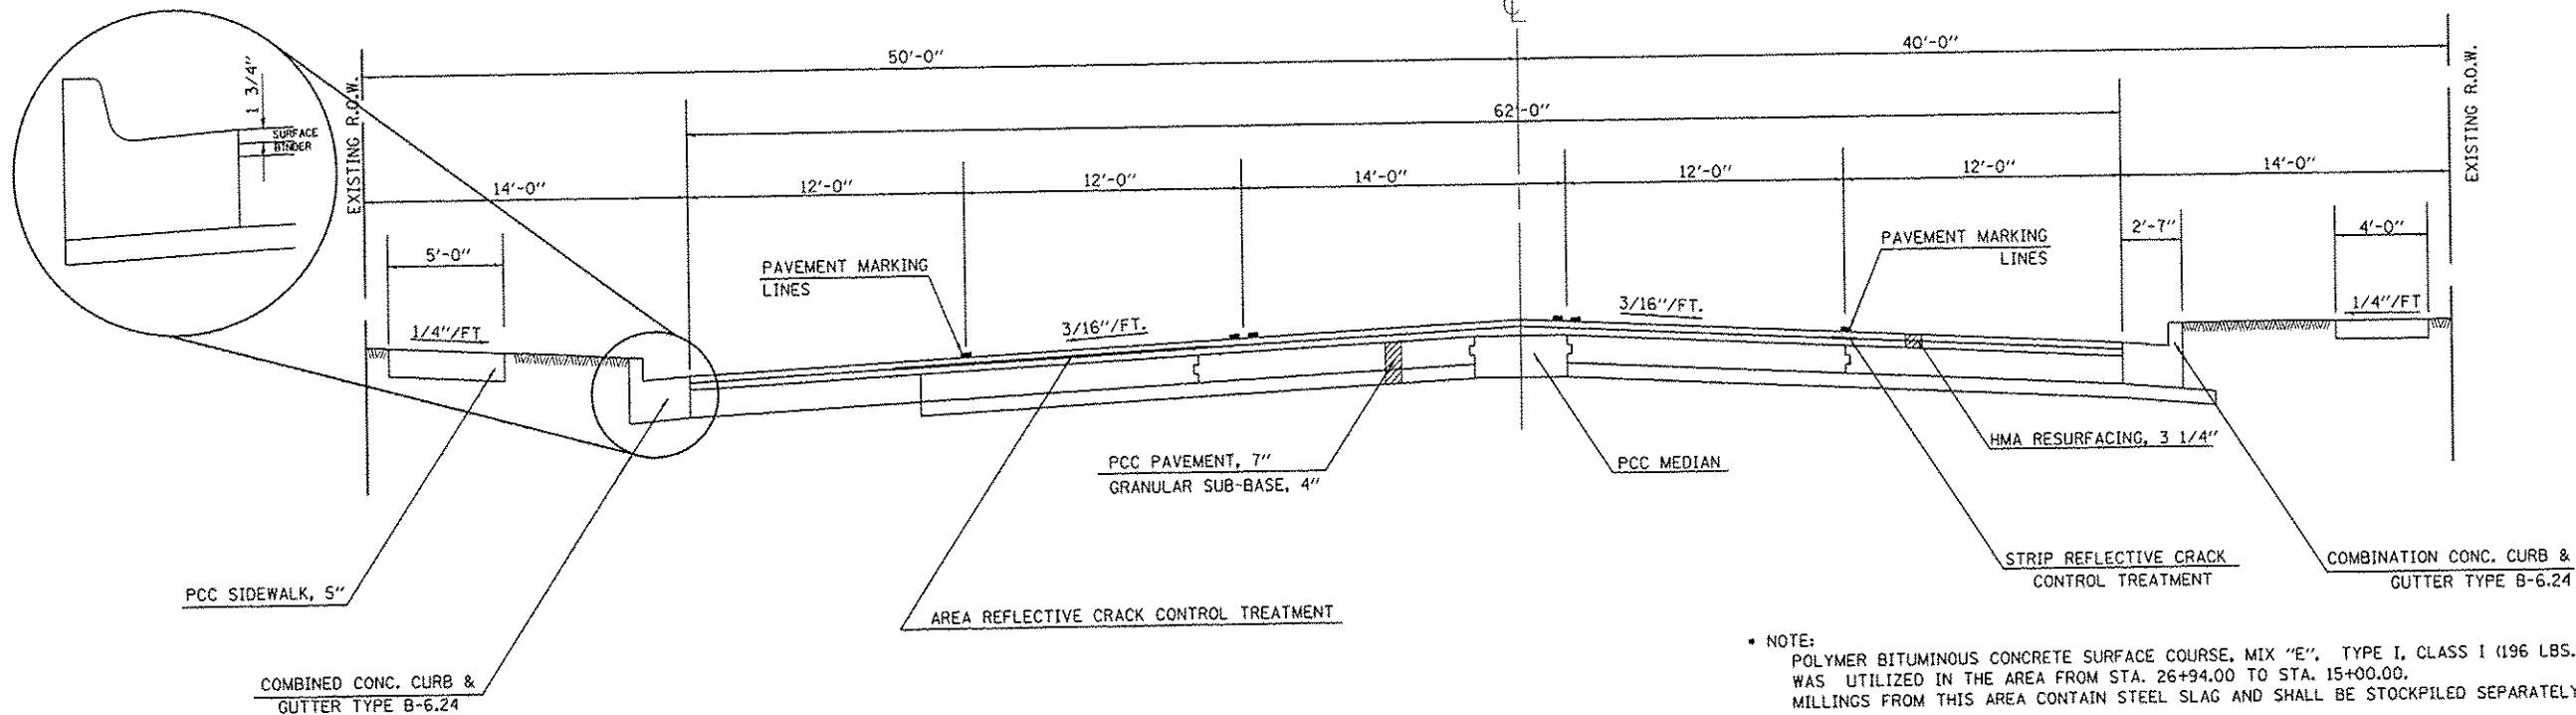 ℄
50'-0"
40'-0"
EXISTING R.O.W.
EXISTING R.O.W.
1 3/4"
SURFACE
BINDER
62'-0"
14'-0"
12'-0"
12'-0"
14'-0"
12'-0"
12'-0"
14'-0"
5'-0"
2'-7"
4'-0"
PAVEMENT MARKING
LINES
PAVEMENT MARKING
LINES
1/4"/FT
3/16"/FT.
3/16"/FT.
1/4"/FT
HMA RESURFACING, 3 1/4"
PCC PAVEMENT, 7"
GRANULAR SUB-BASE, 4"
PCC MEDIAN
STRIP REFLECTIVE CRACK
CONTROL TREATMENT
COMBINATION CONC. CURB &
GUTTER TYPE B-6.24
PCC SIDEWALK, 5"
AREA REFLECTIVE CRACK CONTROL TREATMENT
COMBINED CONC. CURB &
GUTTER TYPE B-6.24
* NOTE:
POLYMER BITUMINOUS CONCRETE SURFACE COURSE, MIX "E", TYPE I, CLASS I (196 LBS.
WAS UTILIZED IN THE AREA FROM STA. 26+94.00 TO STA. 15+00.00.
MILLINGS FROM THIS AREA CONTAIN STEEL SLAG AND SHALL BE STOCKPILED SEPARATELY